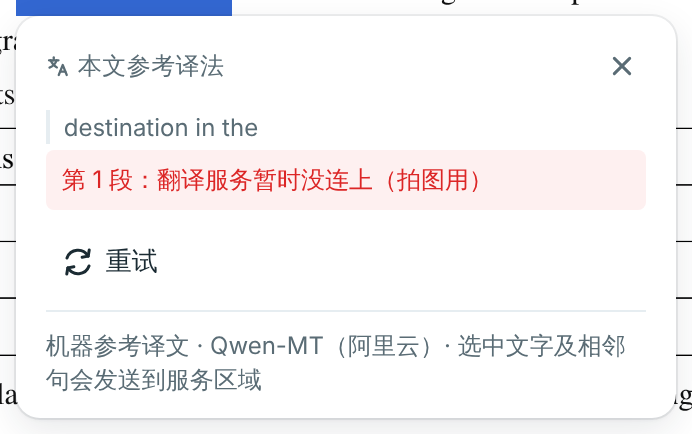 本文参考译法
destination in the
第 1 段：翻译服务暂时没连上（拍图用）
重试
机器参考译文 · Qwen-MT（阿里云）· 选中文字及相邻
句会发送到服务区域